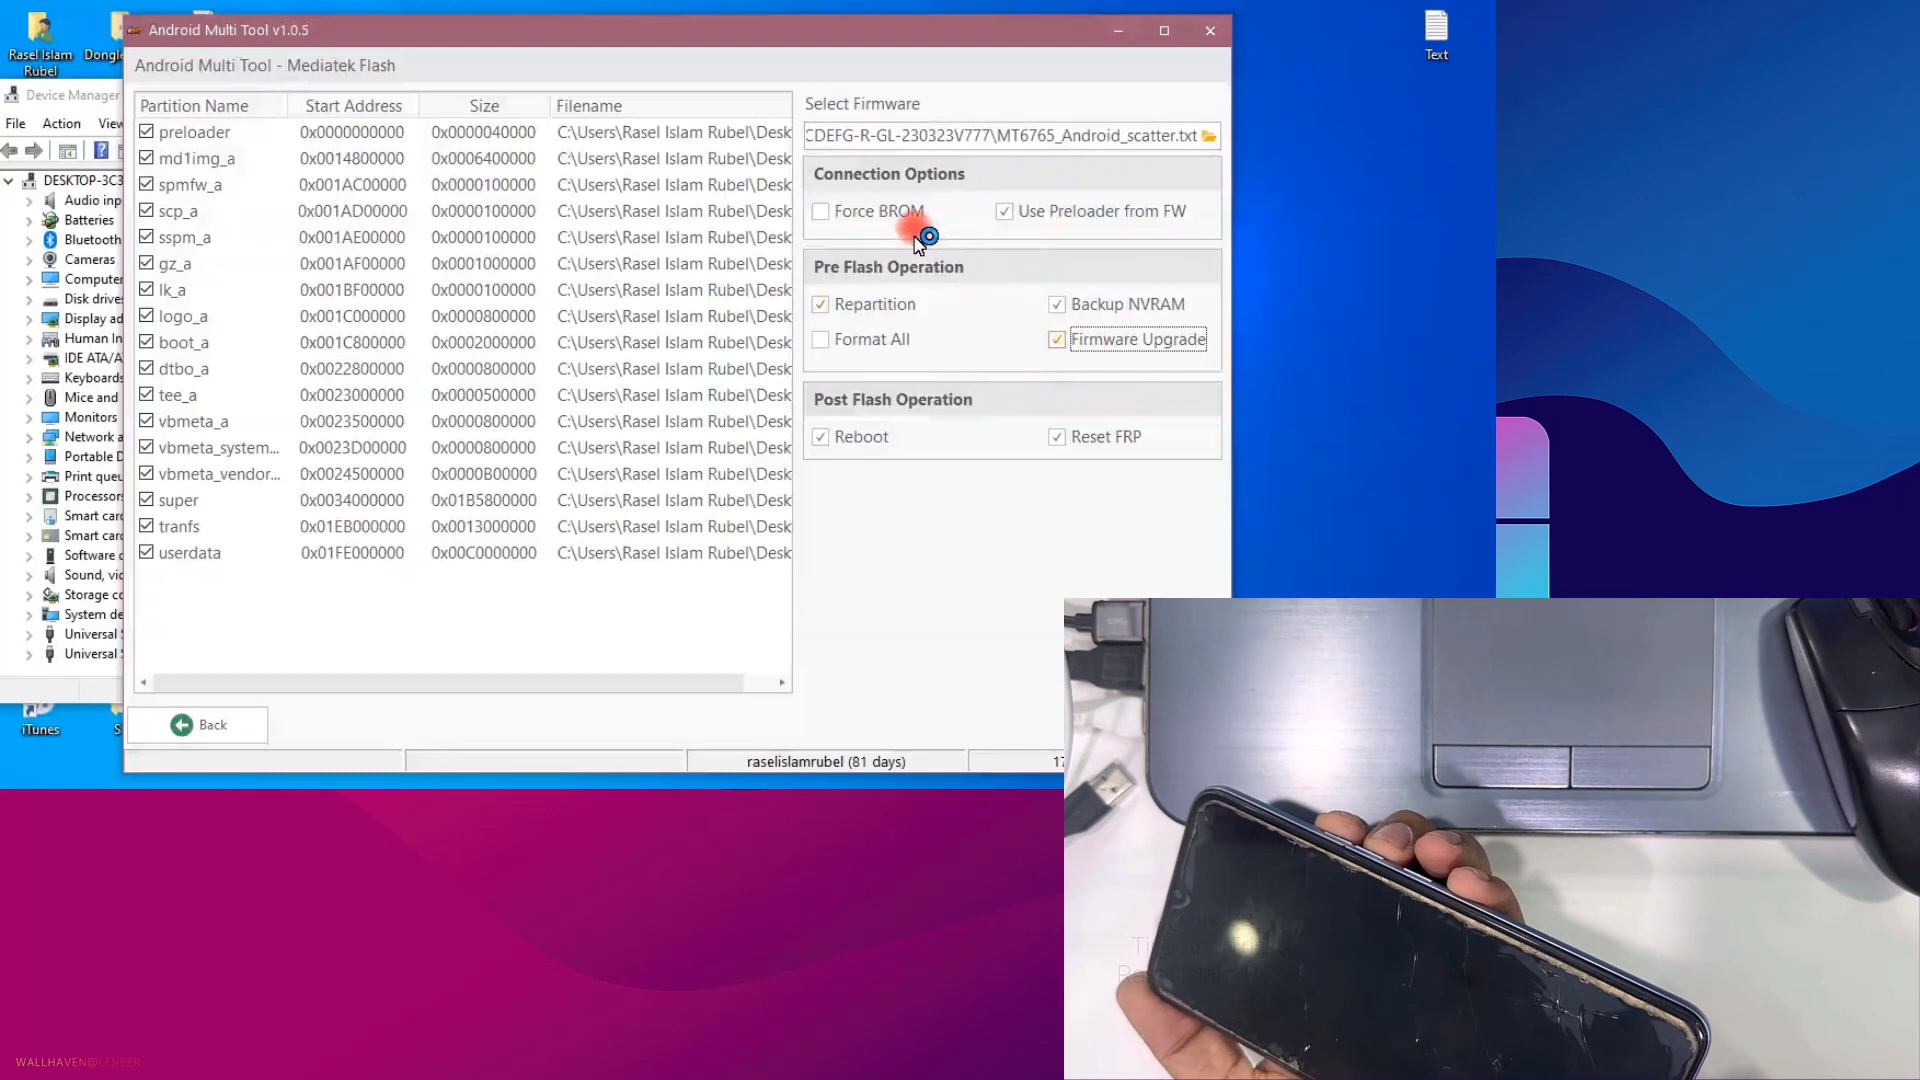 Rasel Islam
Rubel
Dongle
Text
Android Multi Tool v1.0.5
Android Multi Tool - Mediatek Flash
Device Manager
File Action View
DESKTOP-3C3
Audio inp
Batteries
Bluetooth
Cameras
Computer
Disk drives
Display ad
Human In
IDE ATA/A
Keyboards
Mice and
Monitors
Network a
Portable D
Print queu
Processors
Smart card
Smart card
Software c
Sound, vid
Storage co
System de
Universal S
Universal S
iTunes
S
Partition Name Start Address Size Filename
preloader 0x0000000000 0x0000040000 C:\Users\Rasel Islam Rubel\Desk
md1img_a 0x0014800000 0x0006400000 C:\Users\Rasel Islam Rubel\Desk
spmfw_a 0x001AC00000 0x0000100000 C:\Users\Rasel Islam Rubel\Desk
scp_a 0x001AD00000 0x0000100000 C:\Users\Rasel Islam Rubel\Desk
sspm_a 0x001AE00000 0x0000100000 C:\Users\Rasel Islam Rubel\Desk
gz_a 0x001AF00000 0x0001000000 C:\Users\Rasel Islam Rubel\Desk
lk_a 0x001BF00000 0x0000100000 C:\Users\Rasel Islam Rubel\Desk
logo_a 0x001C000000 0x0000800000 C:\Users\Rasel Islam Rubel\Desk
boot_a 0x001C800000 0x0002000000 C:\Users\Rasel Islam Rubel\Desk
dtbo_a 0x0022800000 0x0000800000 C:\Users\Rasel Islam Rubel\Desk
tee_a 0x0023000000 0x0000500000 C:\Users\Rasel Islam Rubel\Desk
vbmeta_a 0x0023500000 0x0000800000 C:\Users\Rasel Islam Rubel\Desk
vbmeta_system... 0x0023D00000 0x0000800000 C:\Users\Rasel Islam Rubel\Desk
vbmeta_vendor... 0x0024500000 0x0000B00000 C:\Users\Rasel Islam Rubel\Desk
super 0x0034000000 0x01B5800000 C:\Users\Rasel Islam Rubel\Desk
tranfs 0x01EB000000 0x0013000000 C:\Users\Rasel Islam Rubel\Desk
userdata 0x01FE000000 0x00C0000000 C:\Users\Rasel Islam Rubel\Desk
Select Firmware
CDEFG-R-GL-230323V777\MT6765_Android_scatter.txt
Connection Options
Force BROM Use Preloader from FW
Pre Flash Operation
Repartition Backup NVRAM
Format All Firmware Upgrade
Post Flash Operation
Reboot Reset FRP
Back
raselislamrubel (81 days)
17
WALLHAVEN@LENEER